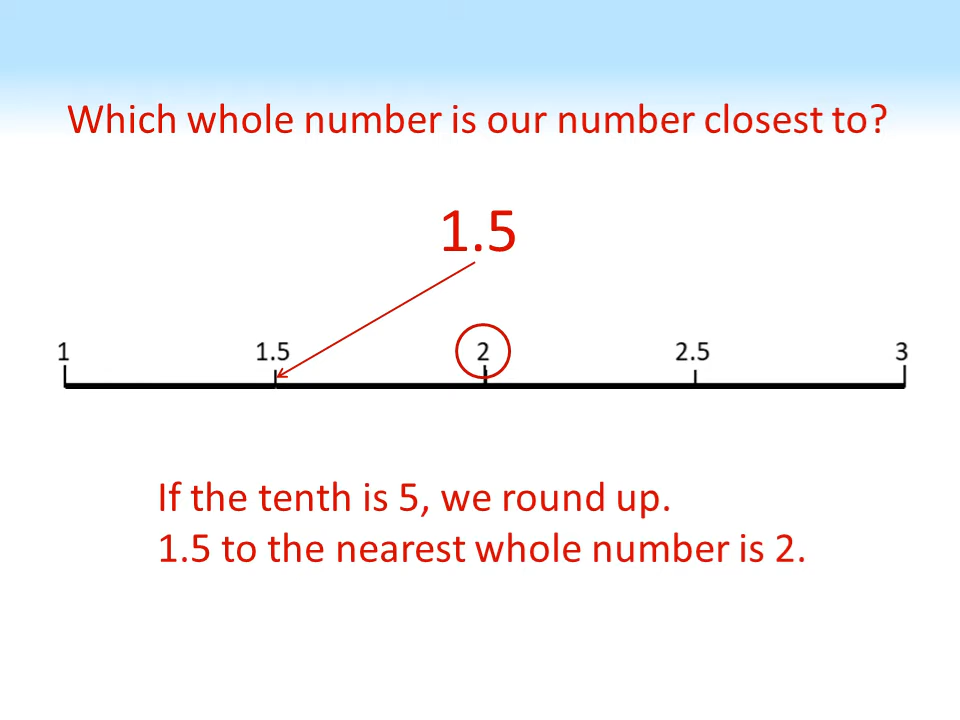 Which whole number is our number closest to?
1.5
1 1.5 2 2.5 3
If the tenth is 5, we round up.
1.5 to the nearest whole number is 2.